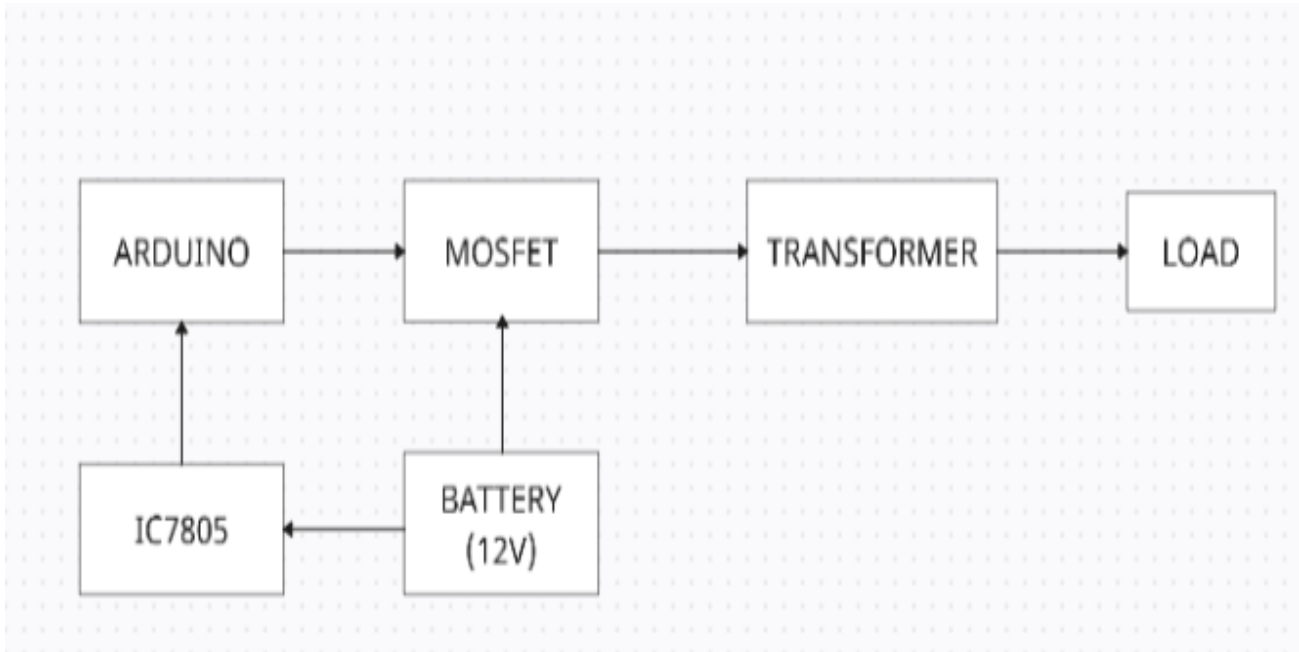 ARDUINO
MOSFET
TRANSFORMER
LOAD
IC7805
BATTERY
(12V)